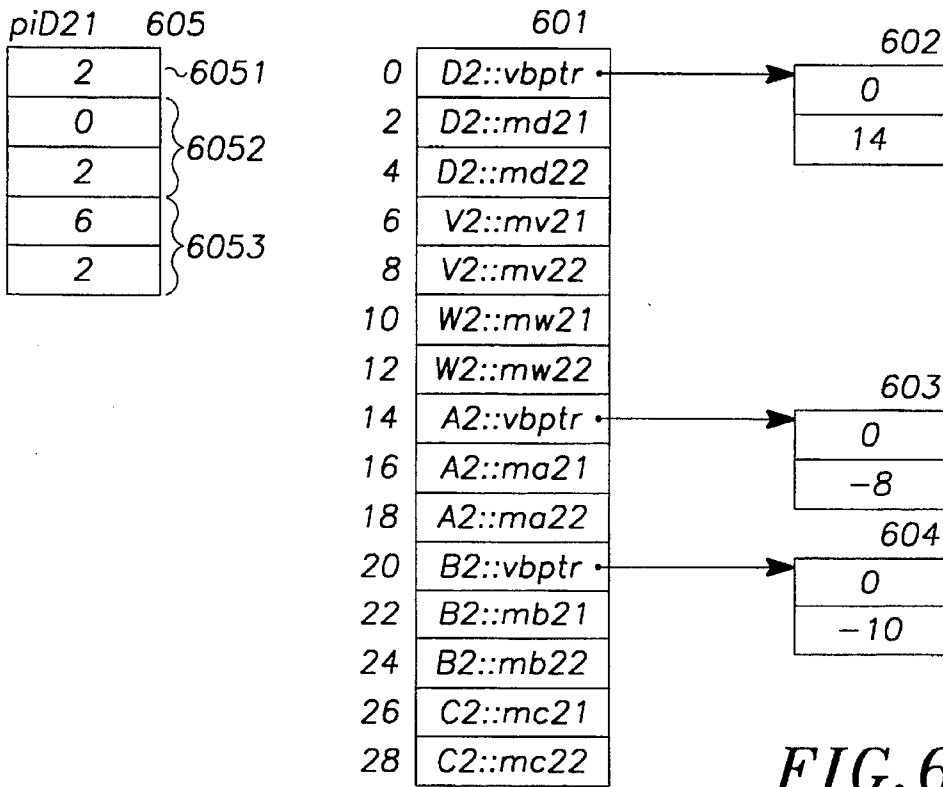 piD21 605
2 ~6051
0
2
6052
6
2
6053
601
0 D2::vbptr
2 D2::md21
4 D2::md22
6 V2::mv21
8 V2::mv22
10 W2::mw21
12 W2::mw22
14 A2::vbptr
16 A2::ma21
18 A2::ma22
20 B2::vbptr
22 B2::mb21
24 B2::mb22
26 C2::mc21
28 C2::mc22
602
0
14
603
0
-8
604
0
-10
FIG.6